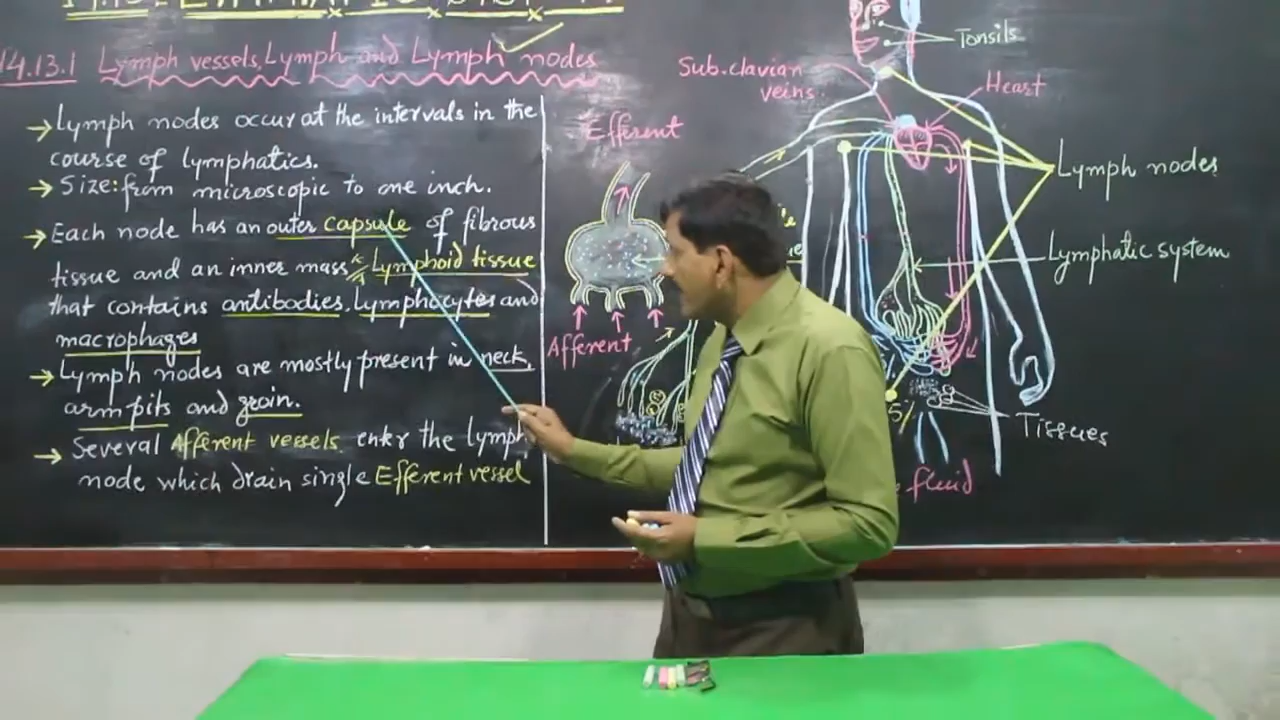 14.13.1 Lymph vessels, Lymph and Lymph nodes
→ Lymph nodes occur at the intervals in the
course of lymphatics.
→ Size: from microscopic to one inch.
→ Each node has an outer capsule of fibrous
tissue and an inner mass of Lymphoid tissue
that contains antibodies, Lymphocytes and
macrophages
→ Lymph nodes are mostly present in neck,
armpits and groin.
→ Several Afferent vessels enter the lymph
node which drain single Efferent vessel
Efferent
Afferent
Tonsils
Sub.clavian
veins
Heart
Lymph nodes
Lymphatic system
Tissues
fluid